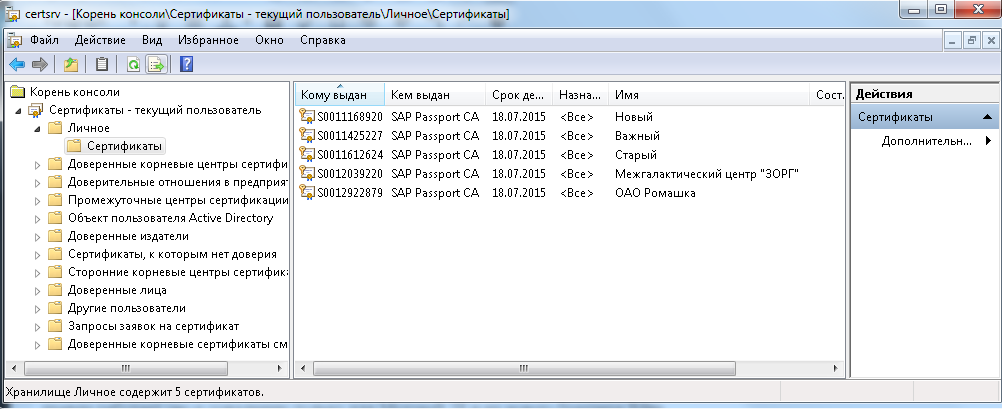 certsrv - [Корень консоли\Сертификаты - текущий пользователь\Личное\Сертификаты]
Файл Действие Вид Избранное Окно Справка
Корень консоли
Сертификаты - текущий пользователь
Личное
Сертификаты
Доверенные корневые центры сертифи
Доверительные отношения в предприят
Промежуточные центры сертификации
Объект пользователя Active Directory
Доверенные издатели
Сертификаты, к которым нет доверия
Сторонние корневые центры сертифика
Доверенные лица
Другие пользователи
Запросы заявок на сертификат
Доверенные корневые сертификаты см
Кому выдан Кем выдан Срок де... Назна... Имя Сост.
S0011168920 SAP Passport CA 18.07.2015 <Все> Новый
S0011425227 SAP Passport CA 18.07.2015 <Все> Важный
S0011612624 SAP Passport CA 18.07.2015 <Все> Старый
S0012039220 SAP Passport CA 18.07.2015 <Все> Межгалактический центр "ЗОРГ"
S0012922879 SAP Passport CA 18.07.2015 <Все> ОАО Ромашка
Действия
Сертификаты
Дополнительн...
Хранилище Личное содержит 5 сертификатов.